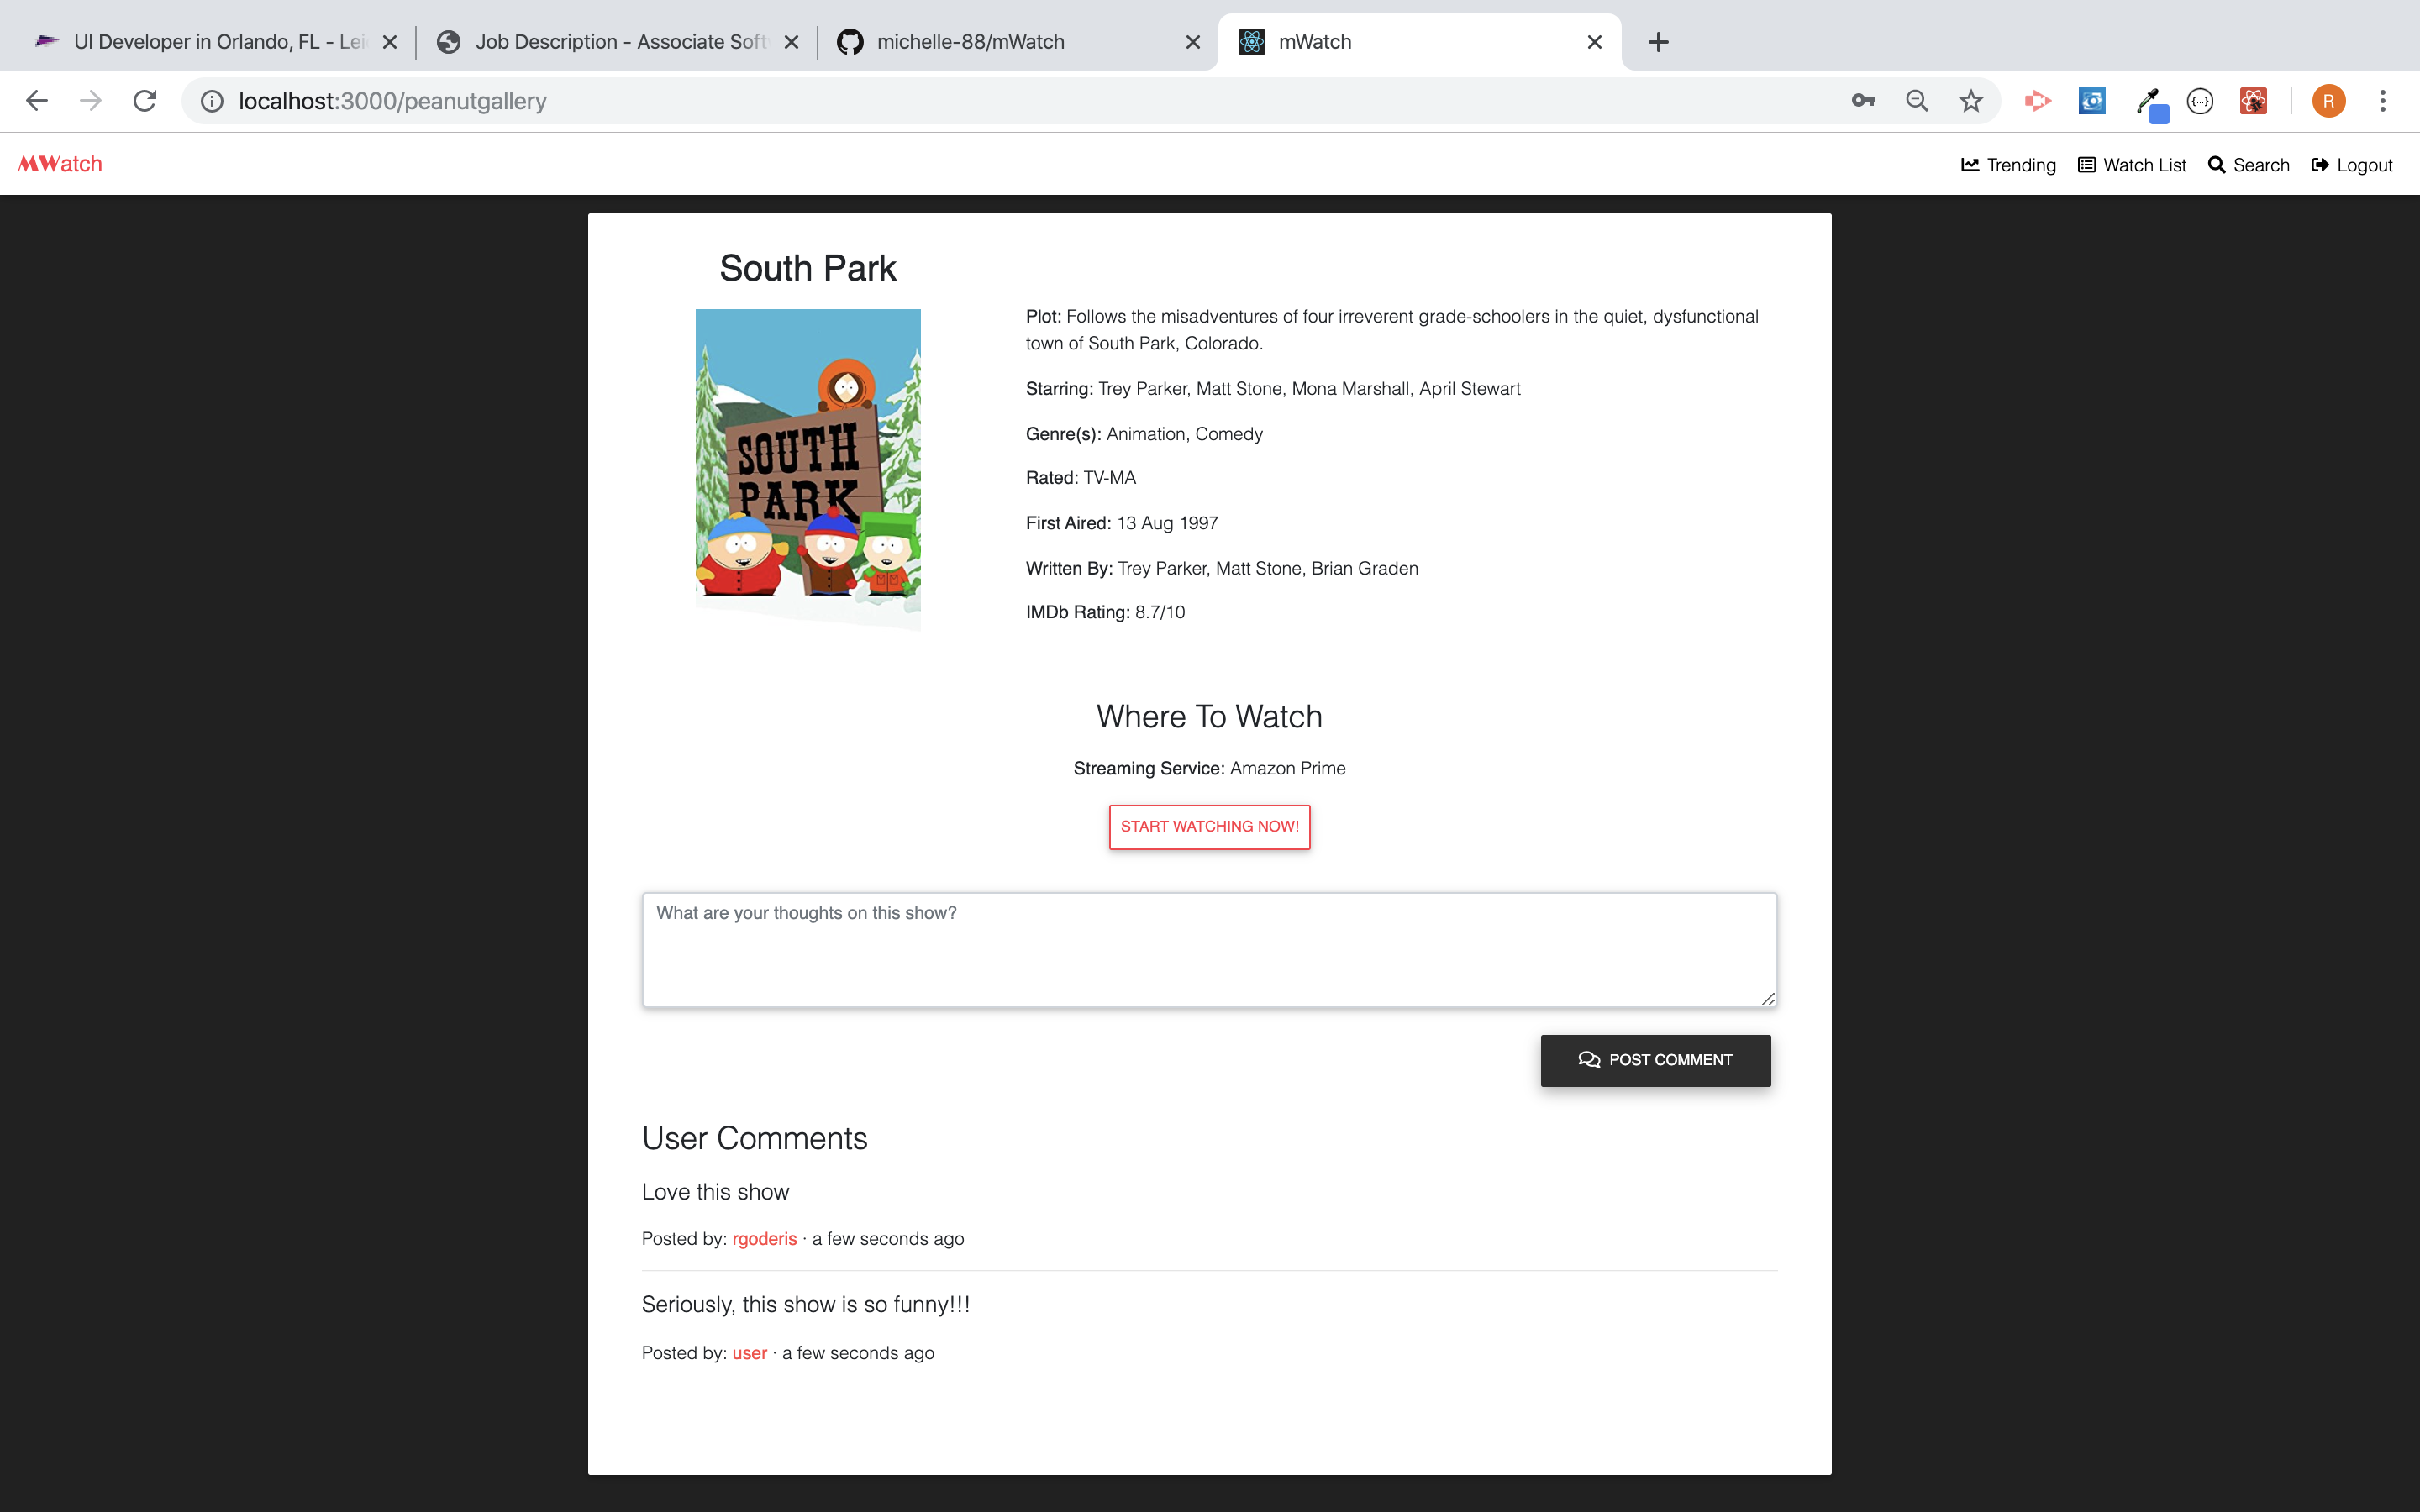 UI Developer in Orlando, FL - Lei
Job Description - Associate Soft
michelle-88/mWatch
mWatch
localhost:3000/peanutgallery
R
MWatch
Trending
Watch List
Search
Logout
South Park
SOUTH
PARK
Plot: Follows the misadventures of four irreverent grade-schoolers in the quiet, dysfunctional
town of South Park, Colorado.
Starring: Trey Parker, Matt Stone, Mona Marshall, April Stewart
Genre(s): Animation, Comedy
Rated: TV-MA
First Aired: 13 Aug 1997
Written By: Trey Parker, Matt Stone, Brian Graden
IMDb Rating: 8.7/10
Where To Watch
Streaming Service: Amazon Prime
START WATCHING NOW!
What are your thoughts on this show?
POST COMMENT
User Comments
Love this show
Posted by: rgoderis · a few seconds ago
Seriously, this show is so funny!!!
Posted by: user · a few seconds ago